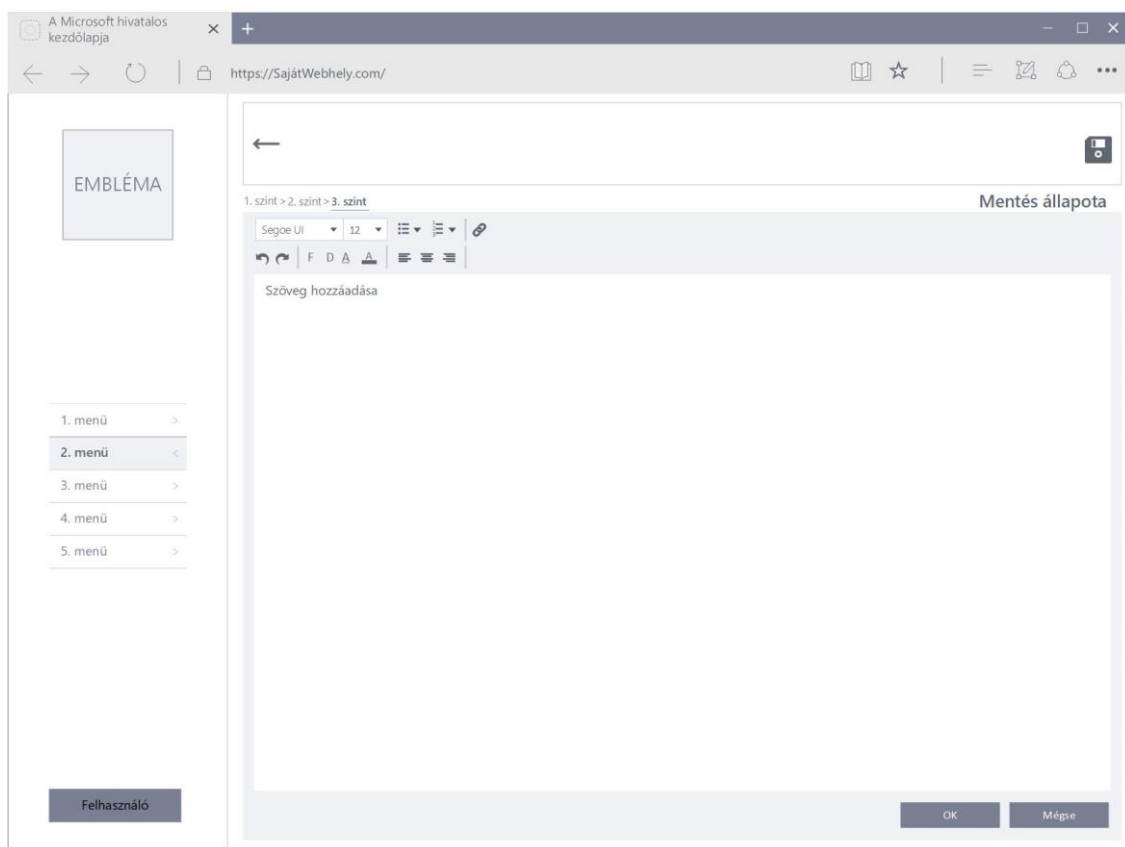 A Microsoft hivatalos
kezdőlapja
https://SajátWebhely.com/
EMBLÉMA
1. menü
2. menü
3. menü
4. menü
5. menü
Felhasználó
1. szint > 2. szint > 3. szint
Mentés állapota
Segoe UI 12
F D A A
Szöveg hozzáadása
OK Mégse